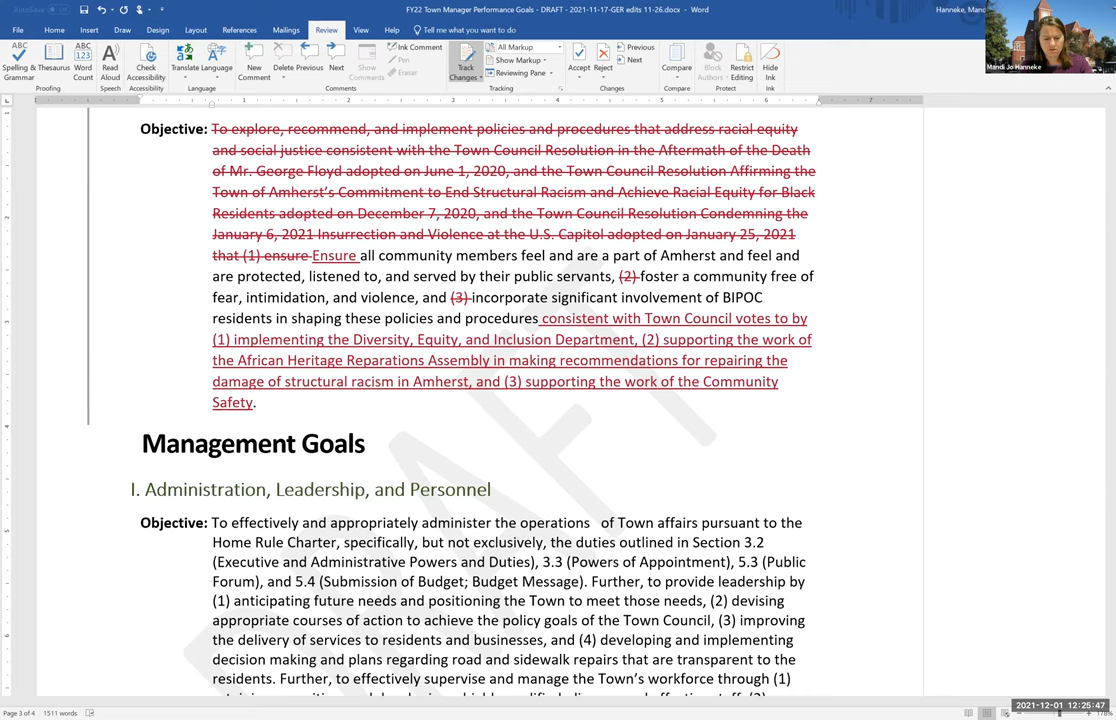 FY22 Town Manager Performance Goals - DRAFT - 2021-11-17-GER edits 11-26.docx - Word
Hanneke, Mand
File Home Insert Draw Design Layout References Mailings Review View Help Tell me what you want to do
Mandi Jo Hanneke
Spelling & Grammar
Thesaurus
Word Count
Read Aloud
Check Accessibility
Translate
Language
New Comment
Delete
Previous
Next
Show Comments
Ink Comment
Pen
Eraser
Track Changes
All Markup
Show Markup
Reviewing Pane
Accept
Reject
Previous
Next
Compare
Block Authors
Restrict Editing
Hide Ink
Proofing Speech Accessibility Language Comments Tracking Changes Compare Protect Ink
Objective: To explore, recommend, and implement policies and procedures that address racial equity
and social justice consistent with the Town Council Resolution in the Aftermath of the Death
of Mr. George Floyd adopted on June 1, 2020, and the Town Council Resolution Affirming the
Town of Amherst's Commitment to End Structural Racism and Achieve Racial Equity for Black
Residents adopted on December 7, 2020, and the Town Council Resolution Condemning the
January 6, 2021 Insurrection and Violence at the U.S. Capitol adopted on January 25, 2021
that (1) ensure Ensure all community members feel and are a part of Amherst and feel and
are protected, listened to, and served by their public servants, (2) foster a community free of
fear, intimidation, and violence, and (3) incorporate significant involvement of BIPOC
residents in shaping these policies and procedures consistent with Town Council votes to by
(1) implementing the Diversity, Equity, and Inclusion Department, (2) supporting the work of
the African Heritage Reparations Assembly in making recommendations for repairing the
damage of structural racism in Amherst, and (3) supporting the work of the Community
Safety.
Management Goals
I. Administration, Leadership, and Personnel
Objective: To effectively and appropriately administer the operations of Town affairs pursuant to the
Home Rule Charter, specifically, but not exclusively, the duties outlined in Section 3.2
(Executive and Administrative Powers and Duties), 3.3 (Powers of Appointment), 5.3 (Public
Forum), and 5.4 (Submission of Budget; Budget Message). Further, to provide leadership by
(1) anticipating future needs and positioning the Town to meet those needs, (2) devising
appropriate courses of action to achieve the policy goals of the Town Council, (3) improving
the delivery of services to residents and businesses, and (4) developing and implementing
decision making and plans regarding road and sidewalk repairs that are transparent to the
residents. Further, to effectively supervise and manage the Town's workforce through (1)
DRAFT
Page 3 of 4 1511 words
2021-12-01 12:25:47